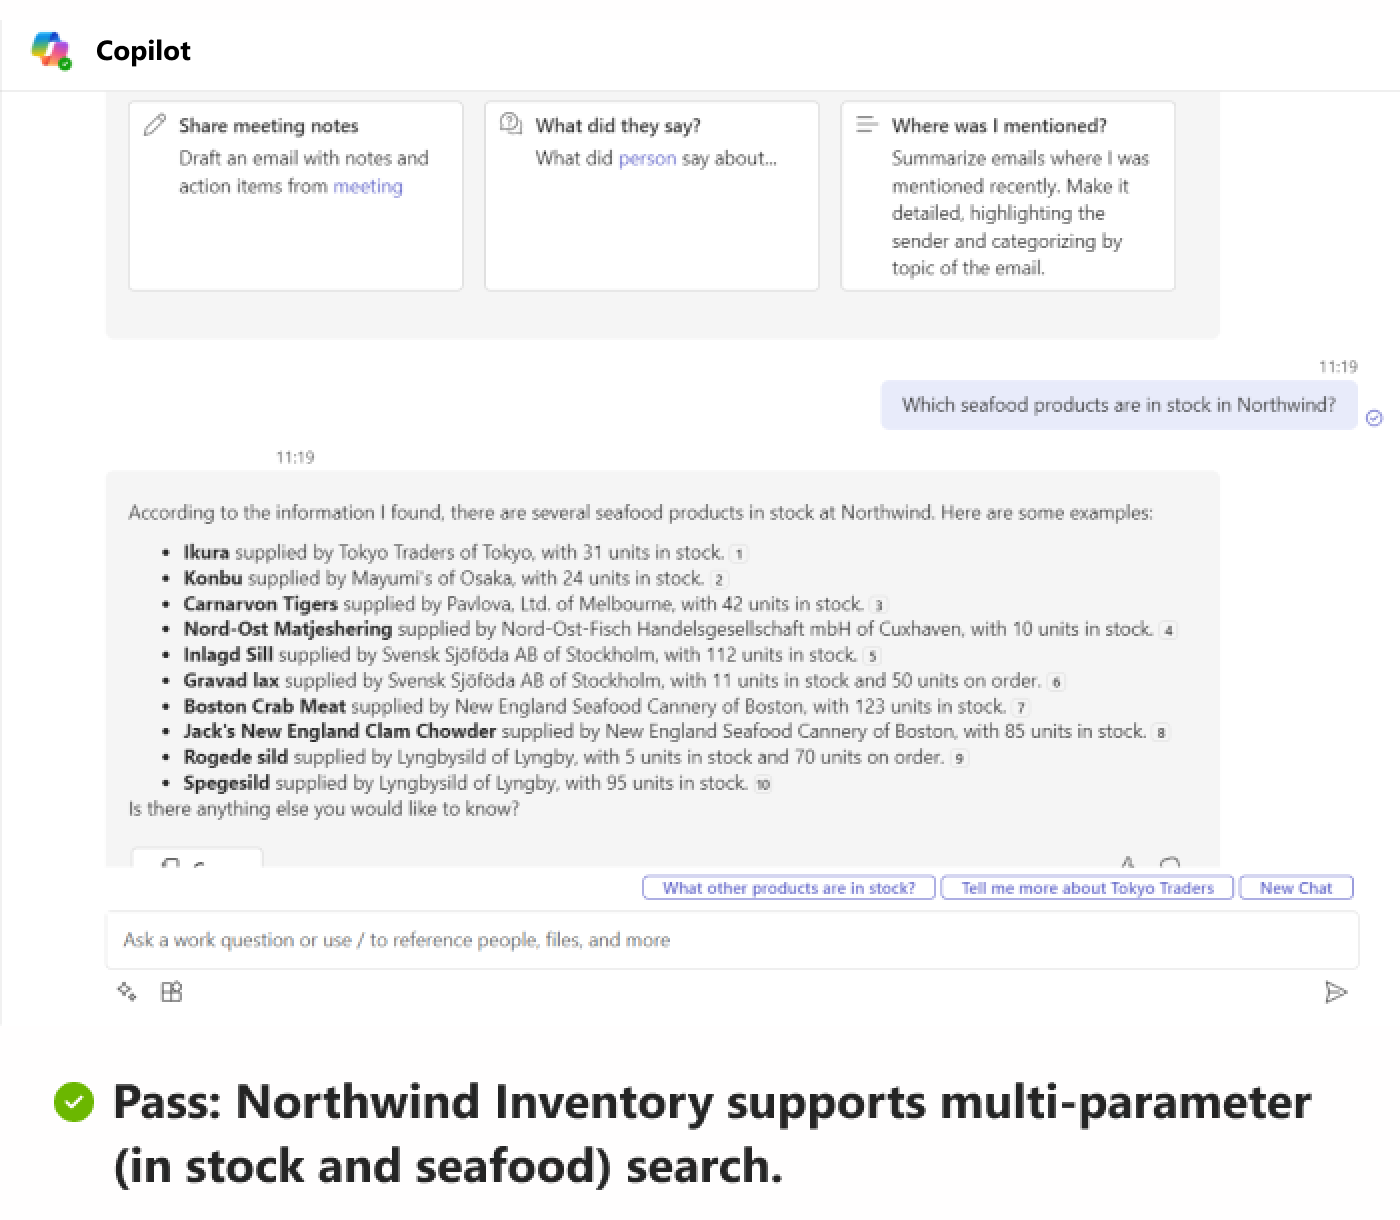 Copilot
Share meeting notes
Draft an email with notes and
action items from meeting
What did they say?
What did person say about...
Where was I mentioned?
Summarize emails where I was
mentioned recently. Make it
detailed, highlighting the
sender and categorizing by
topic of the email.
11:19
Which seafood products are in stock in Northwind?
11:19
According to the information I found, there are several seafood products in stock at Northwind. Here are some examples:
• Ikura supplied by Tokyo Traders of Tokyo, with 31 units in stock. 1
• Konbu supplied by Mayumi's of Osaka, with 24 units in stock. 2
• Carnarvon Tigers supplied by Pavlova, Ltd. of Melbourne, with 42 units in stock. 3
• Nord-Ost Matjeshering supplied by Nord-Ost-Fisch Handelsgesellschaft mbH of Cuxhaven, with 10 units in stock. 4
• Inlagd Sill supplied by Svensk Sjöföda AB of Stockholm, with 112 units in stock. 5
• Gravad lax supplied by Svensk Sjöföda AB of Stockholm, with 11 units in stock and 50 units on order. 6
• Boston Crab Meat supplied by New England Seafood Cannery of Boston, with 123 units in stock. 7
• Jack's New England Clam Chowder supplied by New England Seafood Cannery of Boston, with 85 units in stock. 8
• Rogede sild supplied by Lyngbysild of Lyngby, with 5 units in stock and 70 units on order. 9
• Spegesild supplied by Lyngbysild of Lyngby, with 95 units in stock. 10
Is there anything else you would like to know?
What other products are in stock?
Tell me more about Tokyo Traders
New Chat
Ask a work question or use / to reference people, files, and more
Pass: Northwind Inventory supports multi-parameter
(in stock and seafood) search.